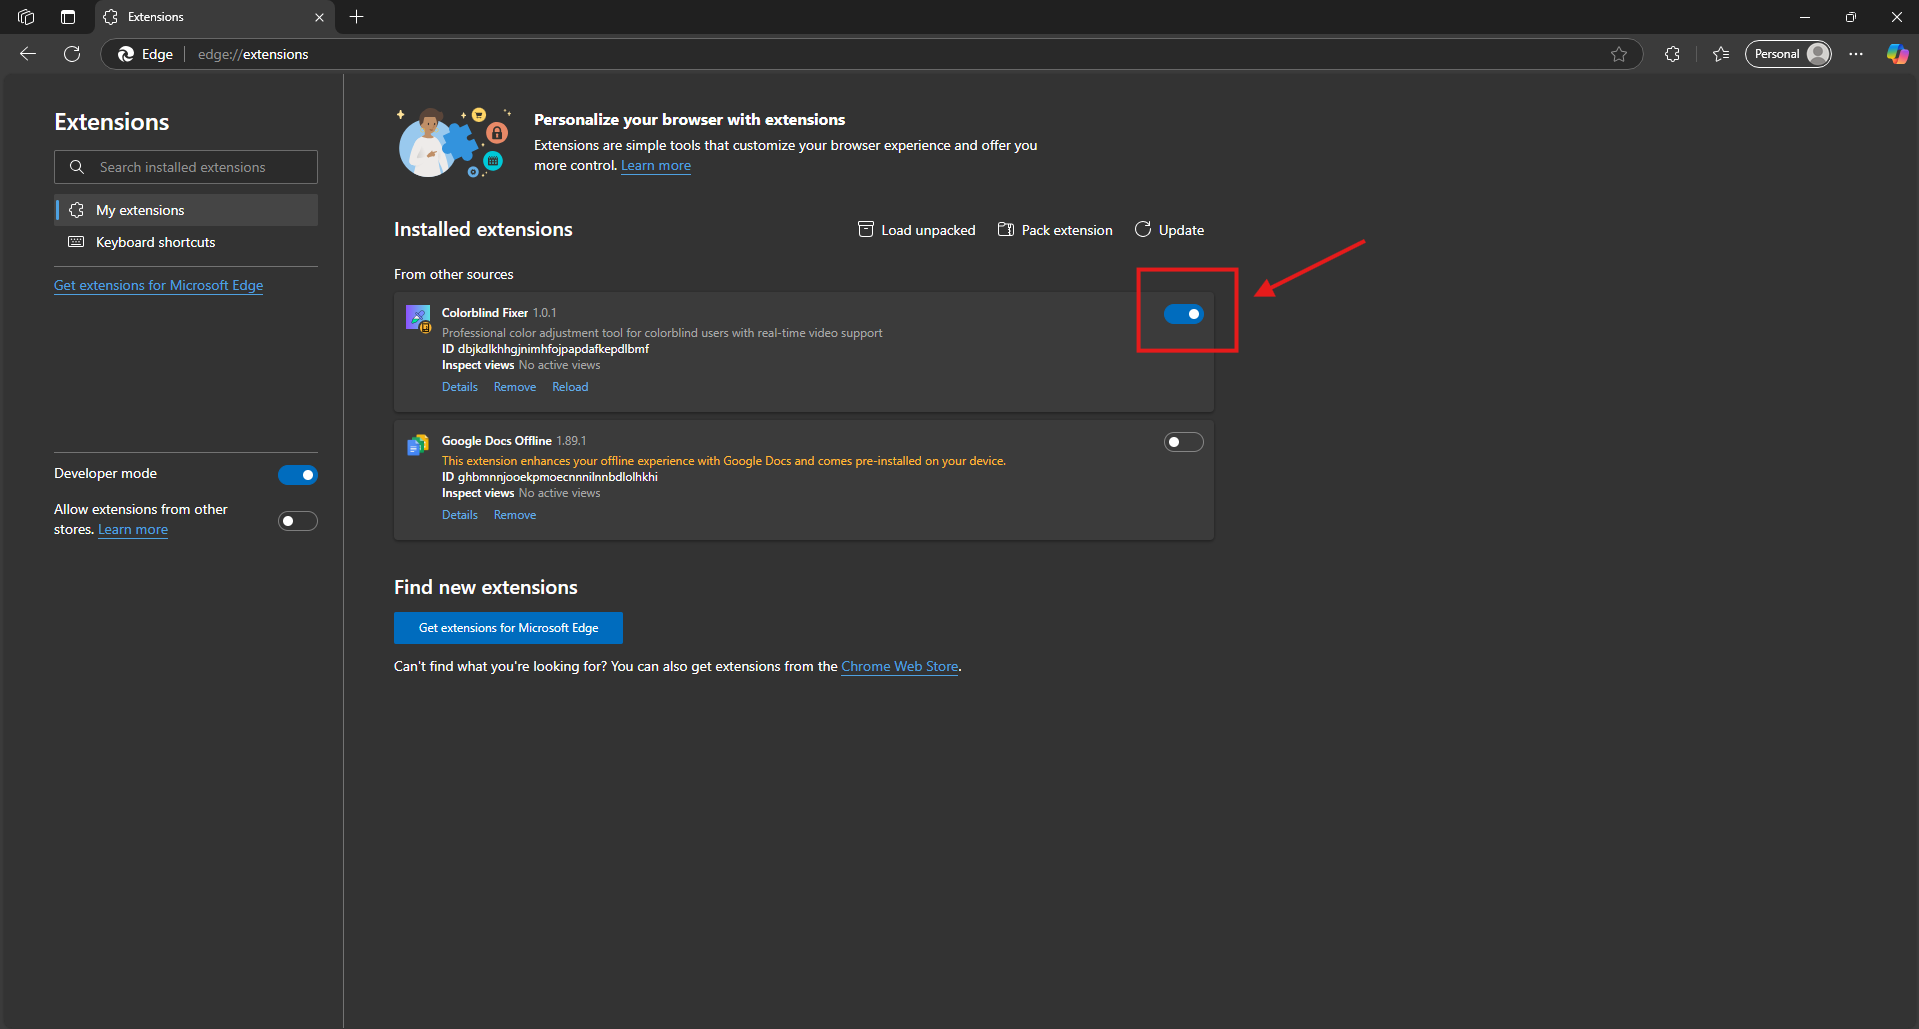 Extensions
Edge
edge://extensions
Personal
Extensions
Search installed extensions
My extensions
Keyboard shortcuts
Get extensions for Microsoft Edge
Developer mode
Allow extensions from other
stores. Learn more
Personalize your browser with extensions
Extensions are simple tools that customize your browser experience and offer you
more control. Learn more
Installed extensions
Load unpacked
Pack extension
Update
From other sources
Colorblind Fixer 1.0.1
Professional color adjustment tool for colorblind users with real-time video support
ID dbjkdlkhhgjnimhfojpapdafkepdlbmf
Inspect views No active views
Details Remove Reload
Google Docs Offline 1.89.1
This extension enhances your offline experience with Google Docs and comes pre-installed on your device.
ID ghbmnnjooekpmoecnnnilnnbdlolhkhi
Inspect views No active views
Details Remove
Find new extensions
Get extensions for Microsoft Edge
Can't find what you're looking for? You can also get extensions from the Chrome Web Store.